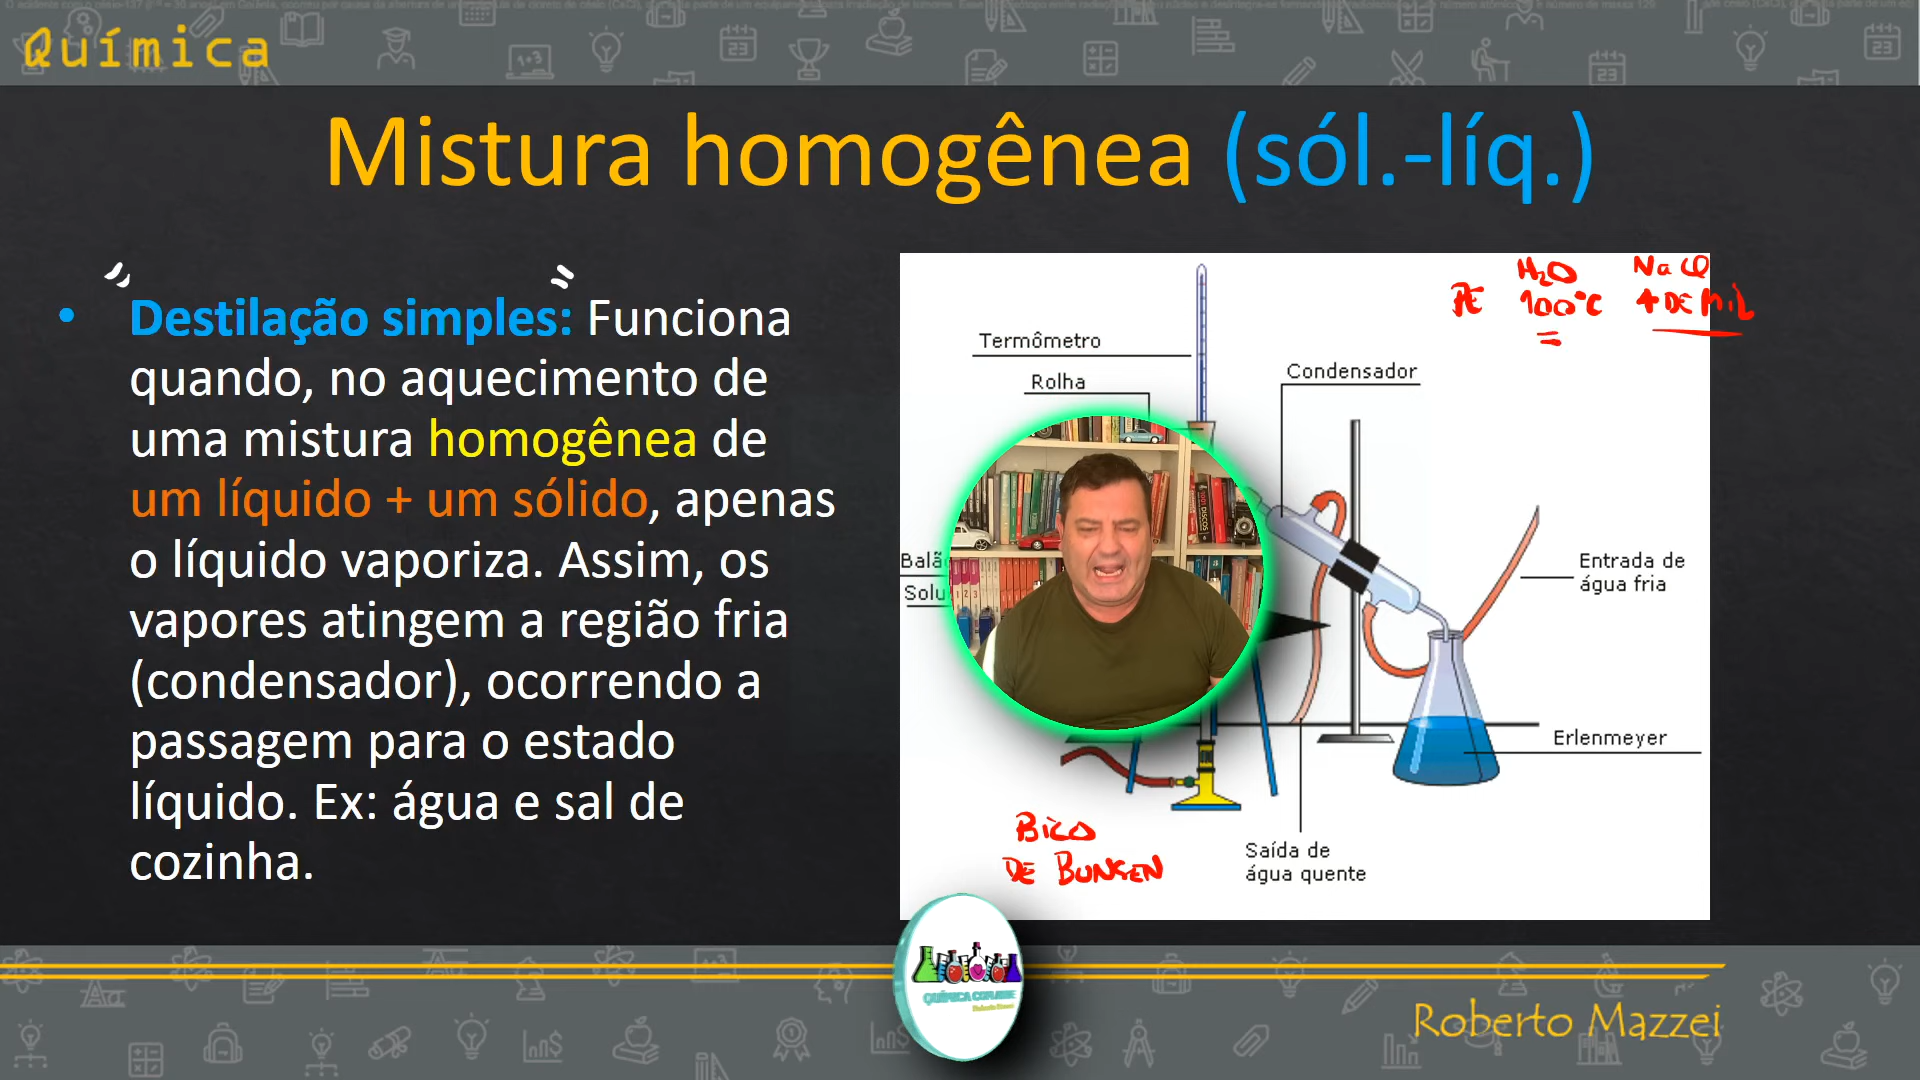 Química
Mistura homogênea (sól.-líq.)
• Destilação simples: Funciona
quando, no aquecimento de
uma mistura homogênea de
um líquido + um sólido, apenas
o líquido vaporiza. Assim, os
vapores atingem a região fria
(condensador), ocorrendo a
passagem para o estado
líquido. Ex: água e sal de
cozinha.
H2O NaCl
PE 100°C + DE MIL
Termômetro
Rolha
Condensador
Entrada de
água fria
Erlenmeyer
Saída de
água quente
BICO
DE BUNSEN
Roberto Mazzei